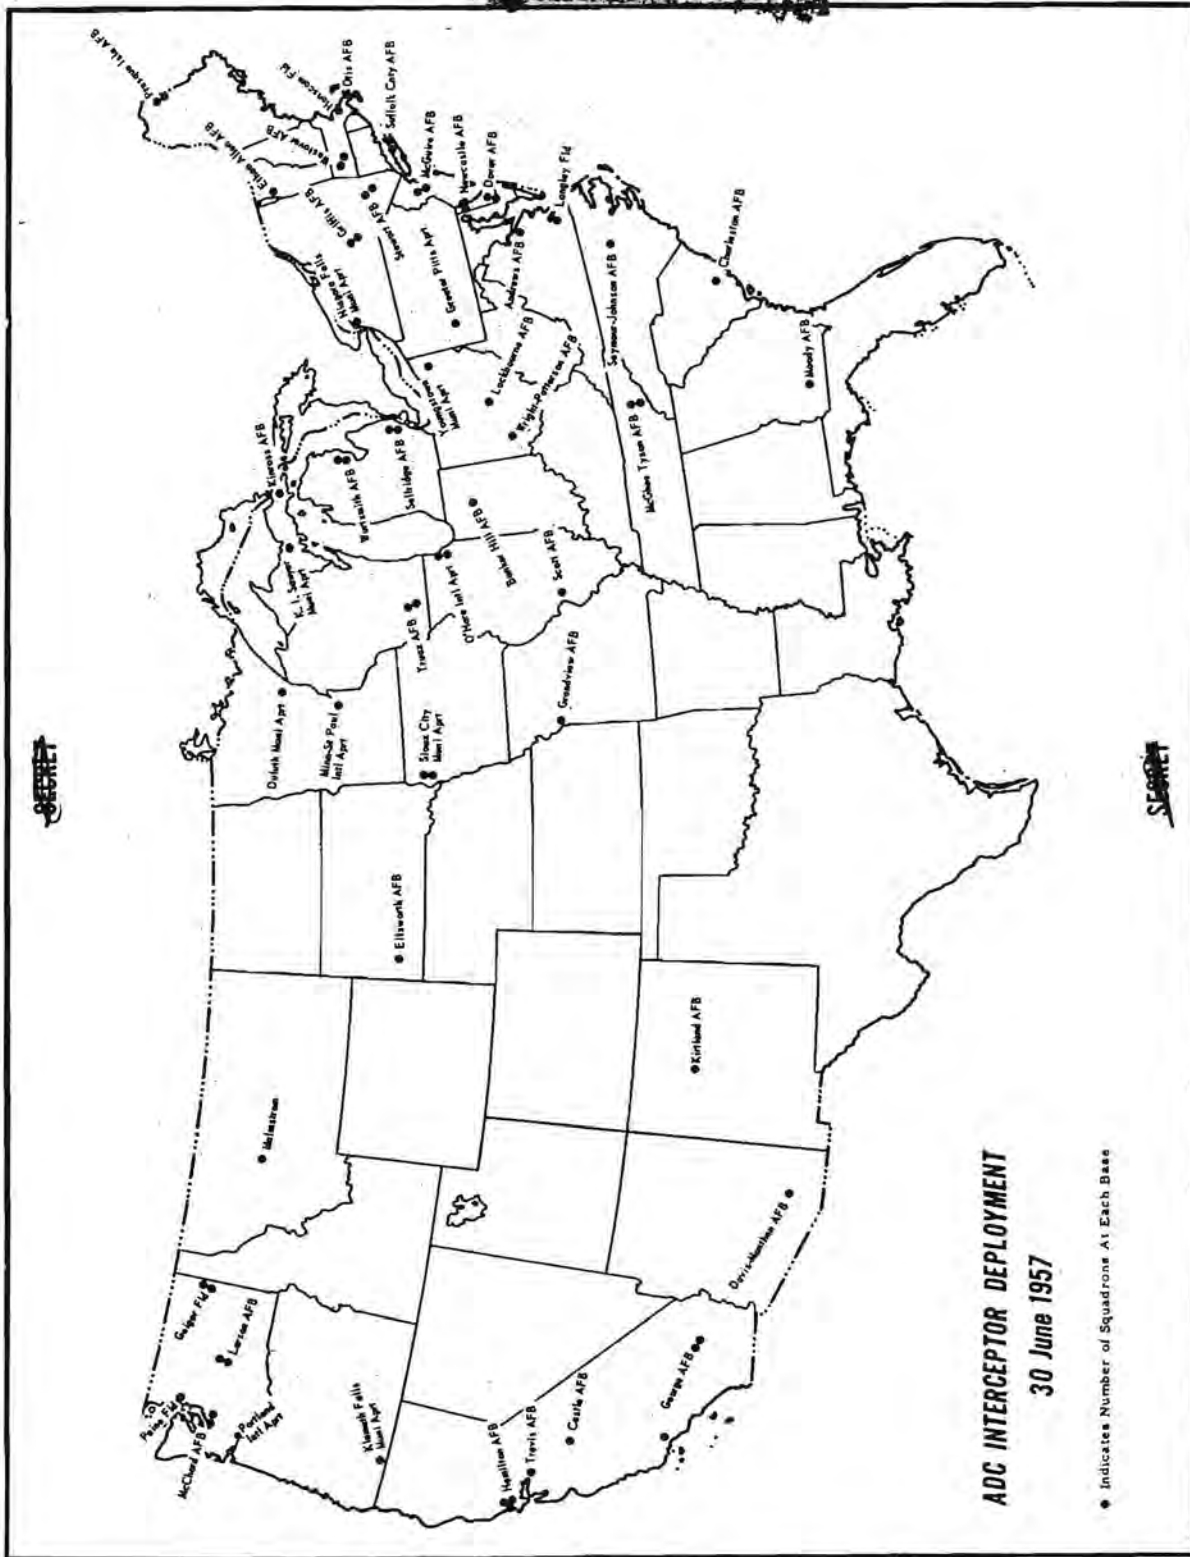 SECRET
Presque Isle AFB
Ethan Allen AFB
Westover AFB
Hanscom Fld
Otis AFB
Suffolk Cnty AFB
McGuire AFB
Newcastle AFB
Dover AFB
Langley Fld
Griffis AFB
Stewart AFB
Niagara Falls
Muni Aprt
Greater Pitts Apt.
Andrews AFB
Seymour-Johnson AFB
Charleston AFB
Moody AFB
Youngstown
Muni Aprt
Lockbourne AFB
Wright-Patterson AFB
McGhee Tyson AFB
Kinross AFB
Wurtsmith AFB
Selfridge AFB
K. I. Sawyer
Muni Aprt
Truax AFB
O'Hare Intl Aprt
Bunker Hill AFB
Scott AFB
Duluth Muni Aprt
Minn-St Paul
Intl Aprt
Sioux City
Muni Aprt
Grandview AFB
Ellsworth AFB
Malmstrom
Kirtland AFB
Geiger Fld
Larson AFB
Paine Fld
McChord AFB
Portland
Intl Aprt
Klamath Falls
Muni Aprt
Hamilton AFB
Travis AFB
Castle AFB
George AFB
Davis-Monthan AFB
ADC INTERCEPTOR DEPLOYMENT
30 June 1957
● Indicates Number of Squadrons At Each Base
SECRET